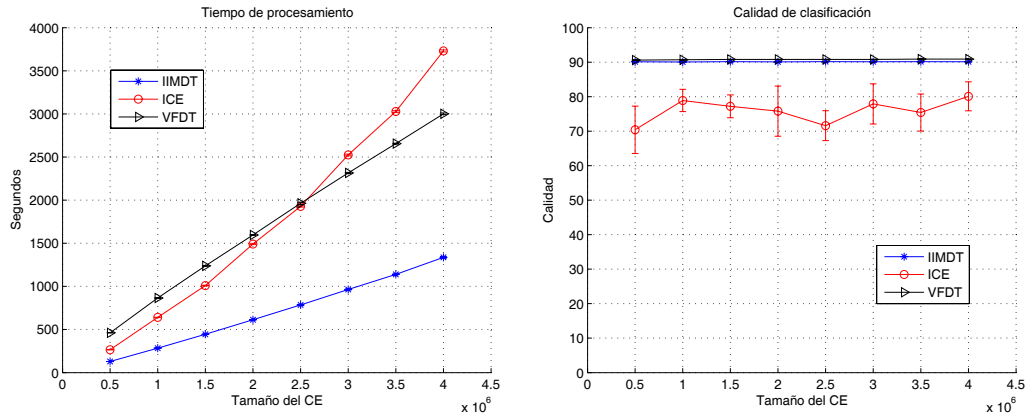 Tiempo de procesamiento
4000
3500
3000
2500
2000
1500
1000
500
0
Segundos
IIMDT
ICE
VFDT
0 0.5 1 1.5 2 2.5 3 3.5 4 4.5
Tamaño del CE
x 10^6
Calidad de clasificación
100
90
80
70
60
50
40
30
20
10
0
Calidad
IIMDT
ICE
VFDT
0 0.5 1 1.5 2 2.5 3 3.5 4 4.5
Tamaño del CE
x 10^6